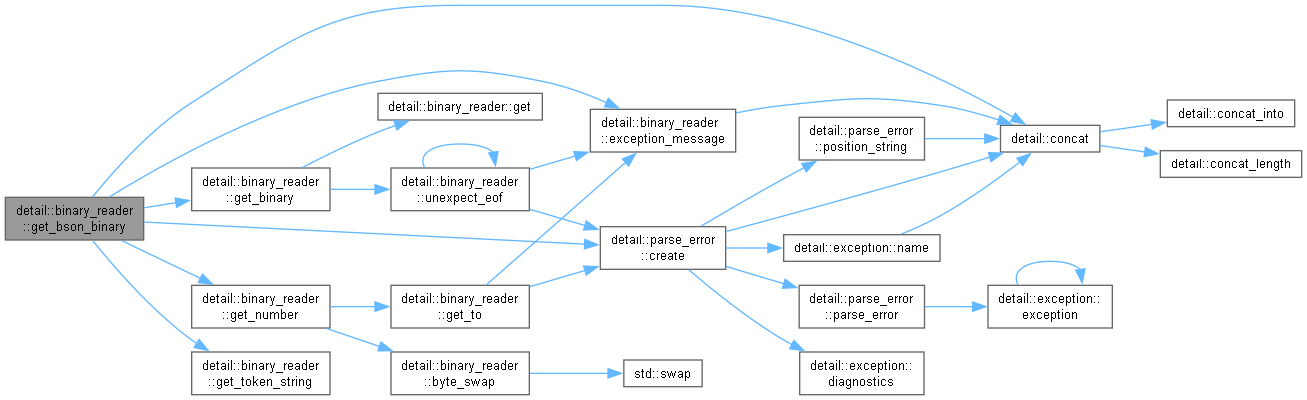 detail::binary_reader
::get_bson_binary
detail::binary_reader::get
detail::binary_reader
::get_binary
detail::binary_reader
::unexpect_eof
detail::binary_reader
::get_number
detail::binary_reader
::get_to
detail::binary_reader
::get_token_string
detail::binary_reader
::byte_swap
detail::binary_reader
::exception_message
detail::parse_error
::create
std::swap
detail::parse_error
::position_string
detail::exception::name
detail::parse_error
::parse_error
detail::exception::
diagnostics
detail::concat
detail::exception::
exception
detail::concat_into
detail::concat_length